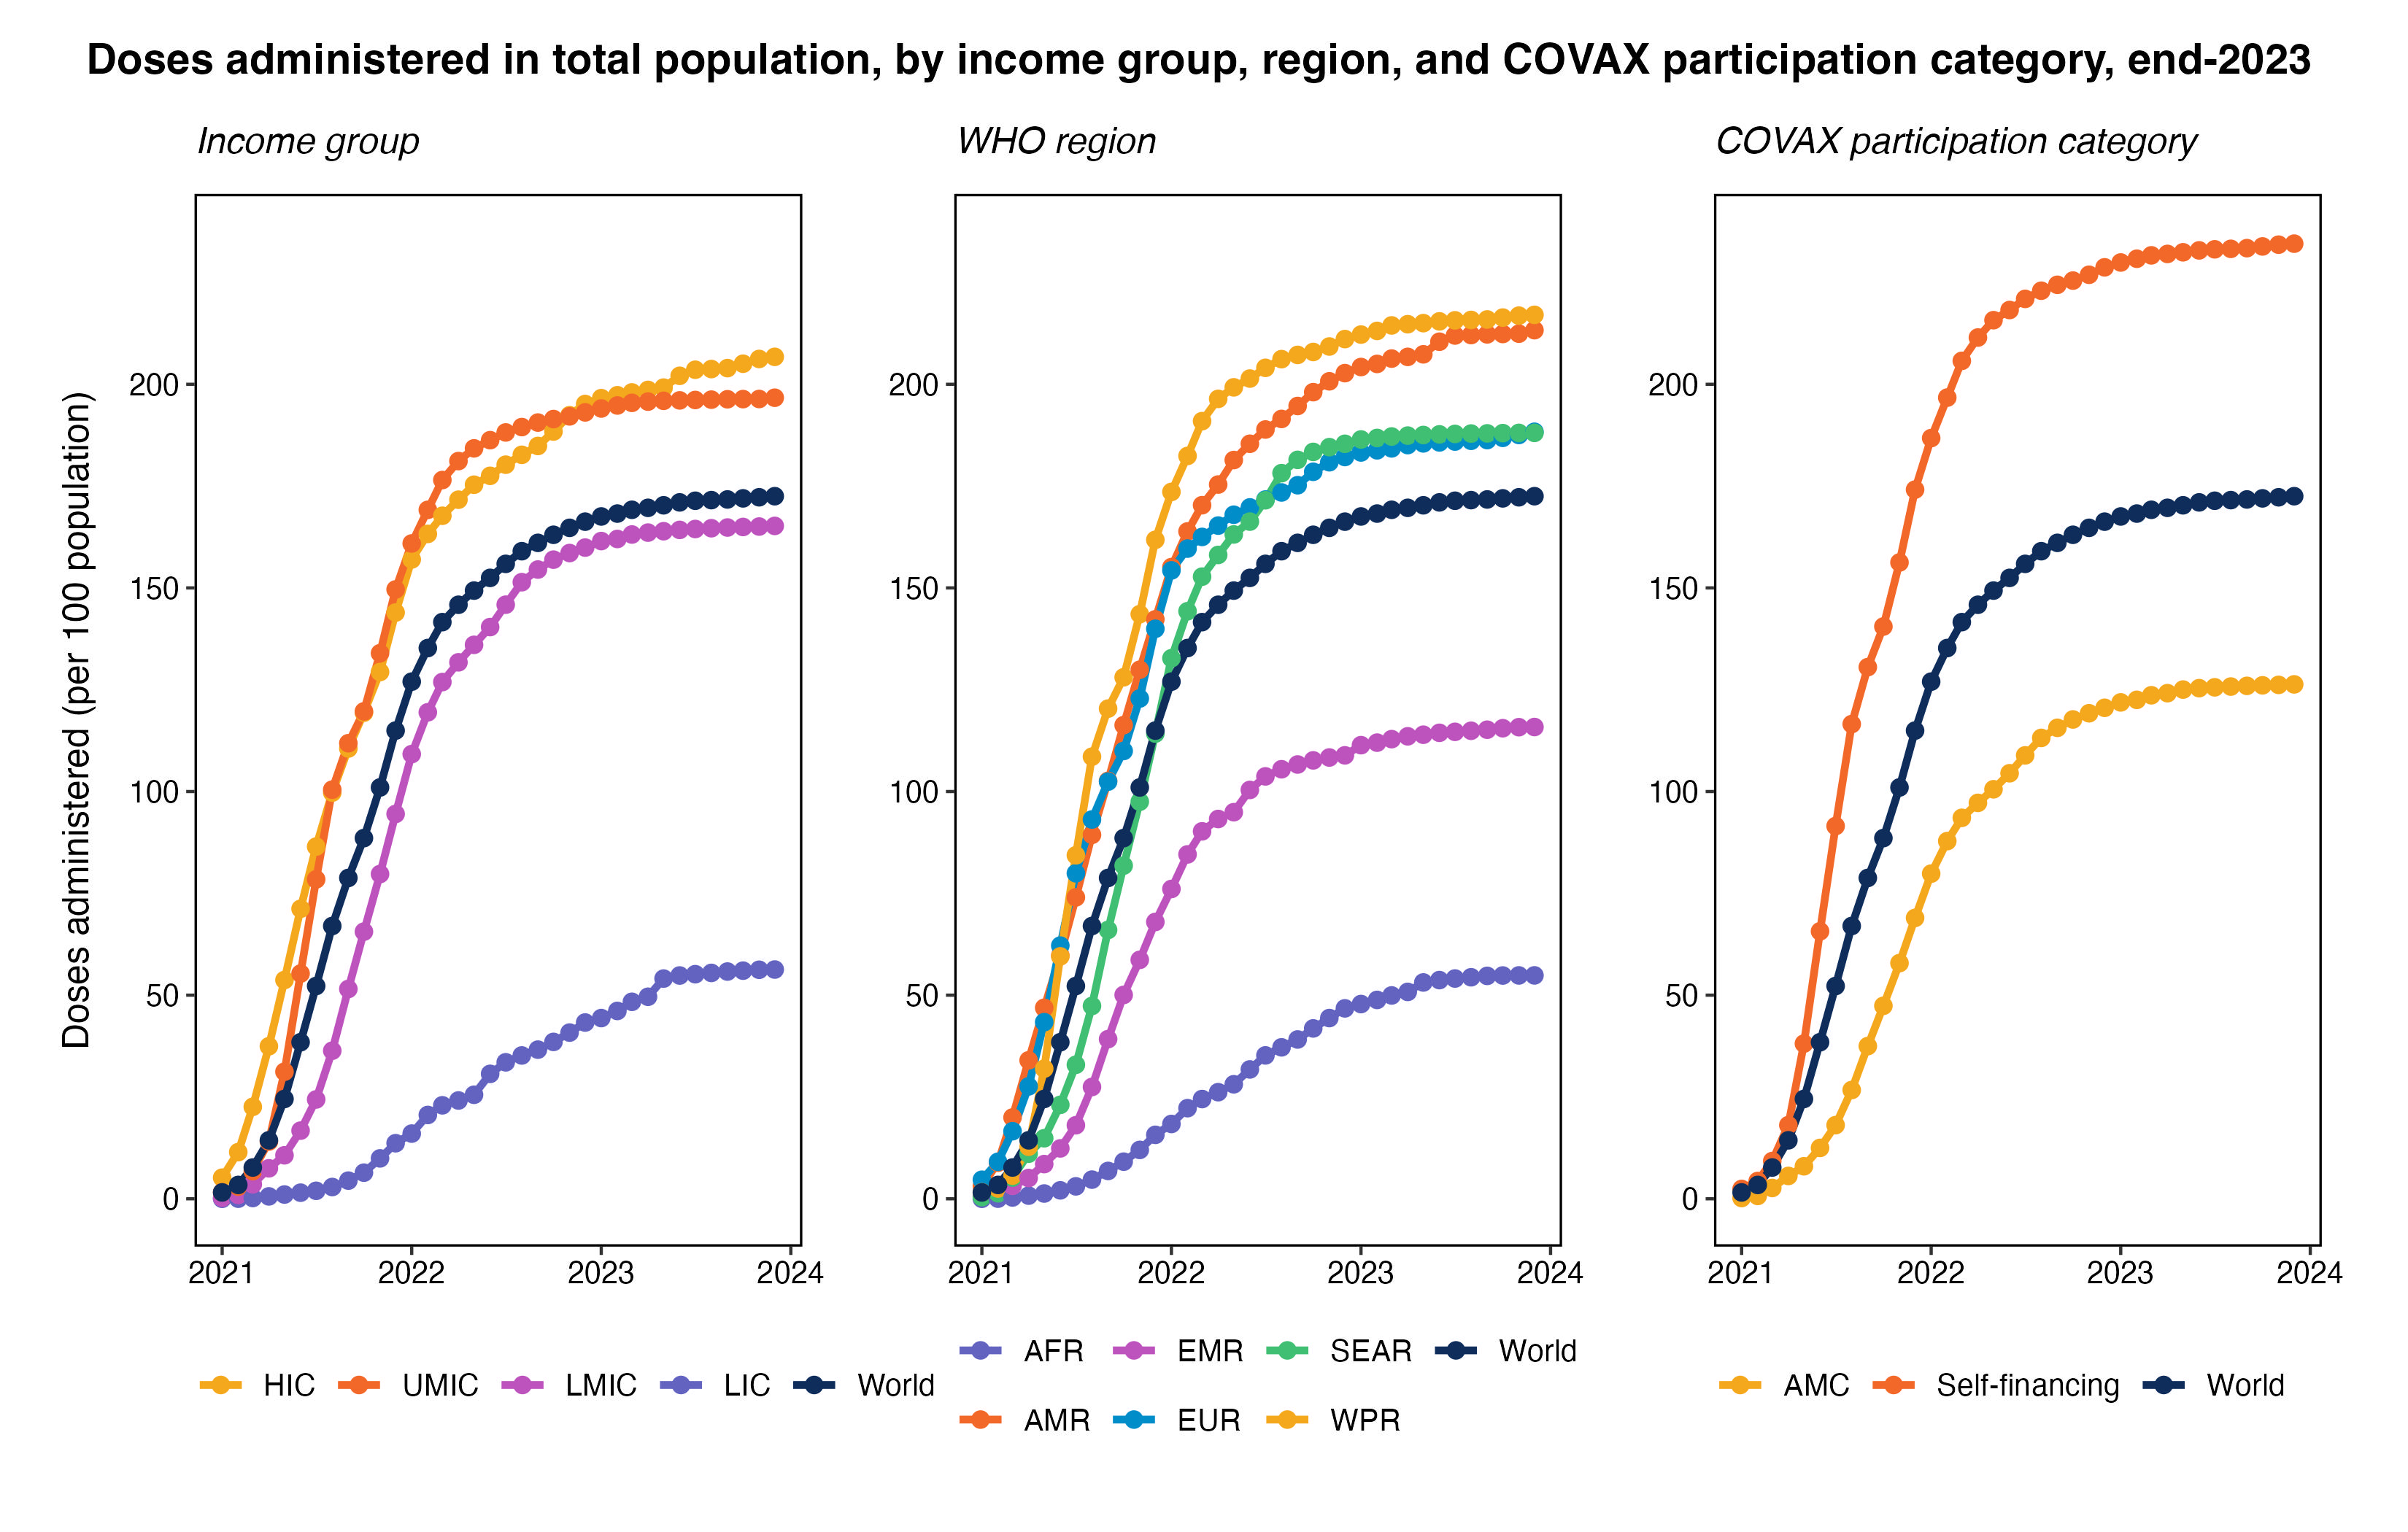 Doses administered in total population, by income group, region, and COVAX participation category, end-2023
Income group
WHO region
COVAX participation category
Doses administered (per 100 population)
200
150
100
50
0
2021 2022 2023 2024
200
150
100
50
0
2021 2022 2023 2024
200
150
100
50
0
2021 2022 2023 2024
HIC UMIC LMIC LIC World
AFR EMR SEAR World
AMR EUR WPR
AMC Self-financing World